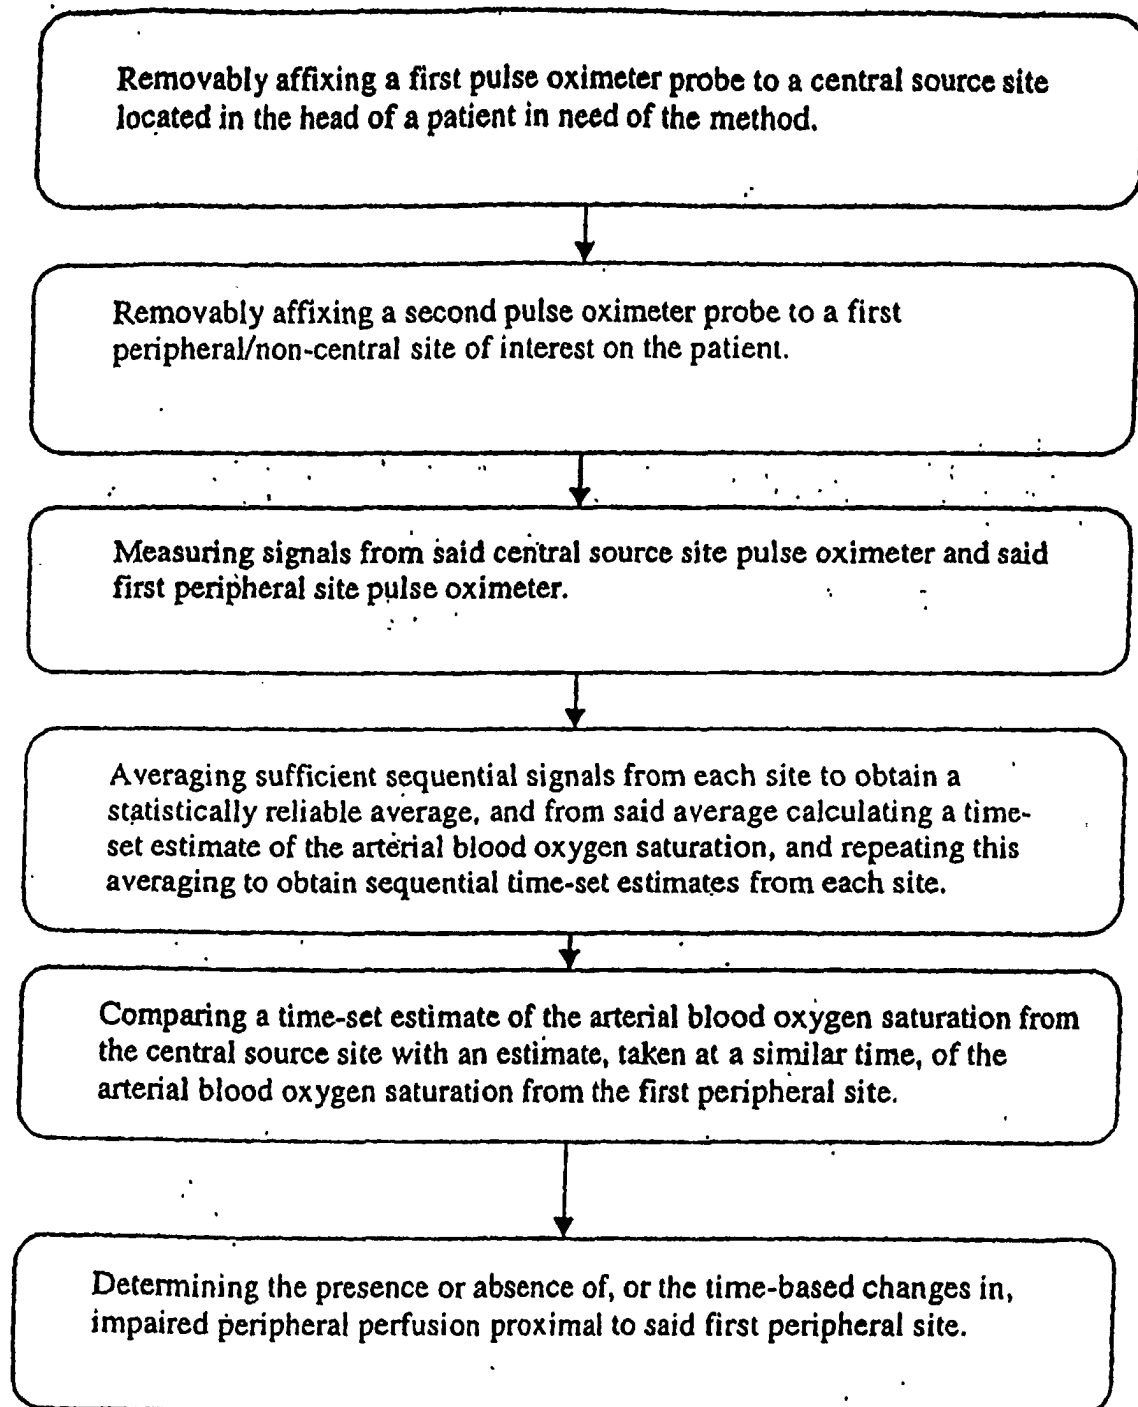 Removably affixing a first pulse oximeter probe to a central source site
located in the head of a patient in need of the method.
Removably affixing a second pulse oximeter probe to a first
peripheral/non-central site of interest on the patient.
Measuring signals from said central source site pulse oximeter and said
first peripheral site pulse oximeter.
Averaging sufficient sequential signals from each site to obtain a
statistically reliable average, and from said average calculating a time-
set estimate of the arterial blood oxygen saturation, and repeating this
averaging to obtain sequential time-set estimates from each site.
Comparing a time-set estimate of the arterial blood oxygen saturation from
the central source site with an estimate, taken at a similar time, of the
arterial blood oxygen saturation from the first peripheral site.
Determining the presence or absence of, or the time-based changes in,
impaired peripheral perfusion proximal to said first peripheral site.